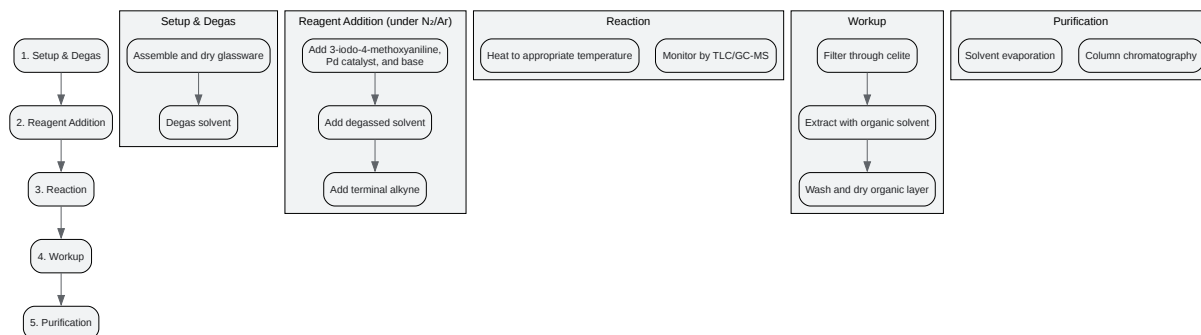 1. Setup & Degas
2. Reagent Addition
3. Reaction
4. Workup
5. Purification
Setup & Degas
Assemble and dry glassware
Degas solvent
Reagent Addition (under N₂/Ar)
Add 3-iodo-4-methoxyaniline,
Pd catalyst, and base
Add degassed solvent
Add terminal alkyne
Reaction
Heat to appropriate temperature
Monitor by TLC/GC-MS
Workup
Filter through celite
Extract with organic solvent
Wash and dry organic layer
Purification
Solvent evaporation
Column chromatography